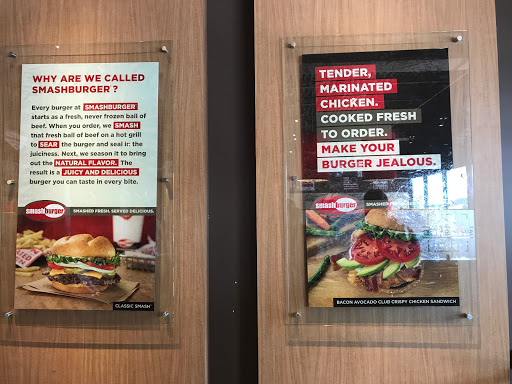 WHY ARE WE CALLED
SMASHBURGER®?
Every burger at SMASHBURGER
starts as a fresh, never frozen ball of
beef. When you order, we SMASH
that fresh ball of beef on a hot grill
to SEAR the burger and seal in the
juiciness. Next, we season it to bring
out the NATURAL FLAVOR. The
result is a JUICY AND DELICIOUS
burger you can taste in every bite.
smashburger
SMASHED FRESH. SERVED DELICIOUS.
CLASSIC SMASH
TENDER,
MARINATED
CHICKEN.
COOKED FRESH
TO ORDER.
MAKE YOUR
BURGER JEALOUS.
smashburger
SMASHED FRESH.
BACON AVOCADO CLUB CRISPY CHICKEN SANDWICH